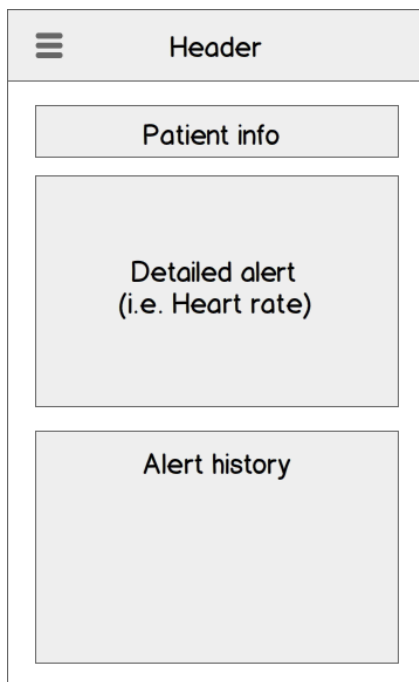 Header
Patient info
Detailed alert
(i.e. Heart rate)
Alert history